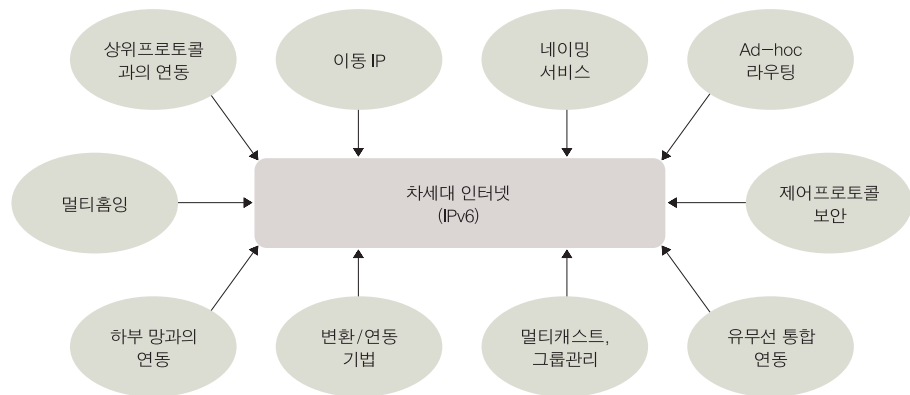 상위프로토콜
과의 연동
이동 IP
네이밍
서비스
Ad-hoc
라우팅
멀티홈잉
차세대 인터넷
(IPv6)
제어프로토콜
보안
하부 망과의
연동
변환/연동
기법
멀티캐스트,
그룹관리
유무선 통합
연동